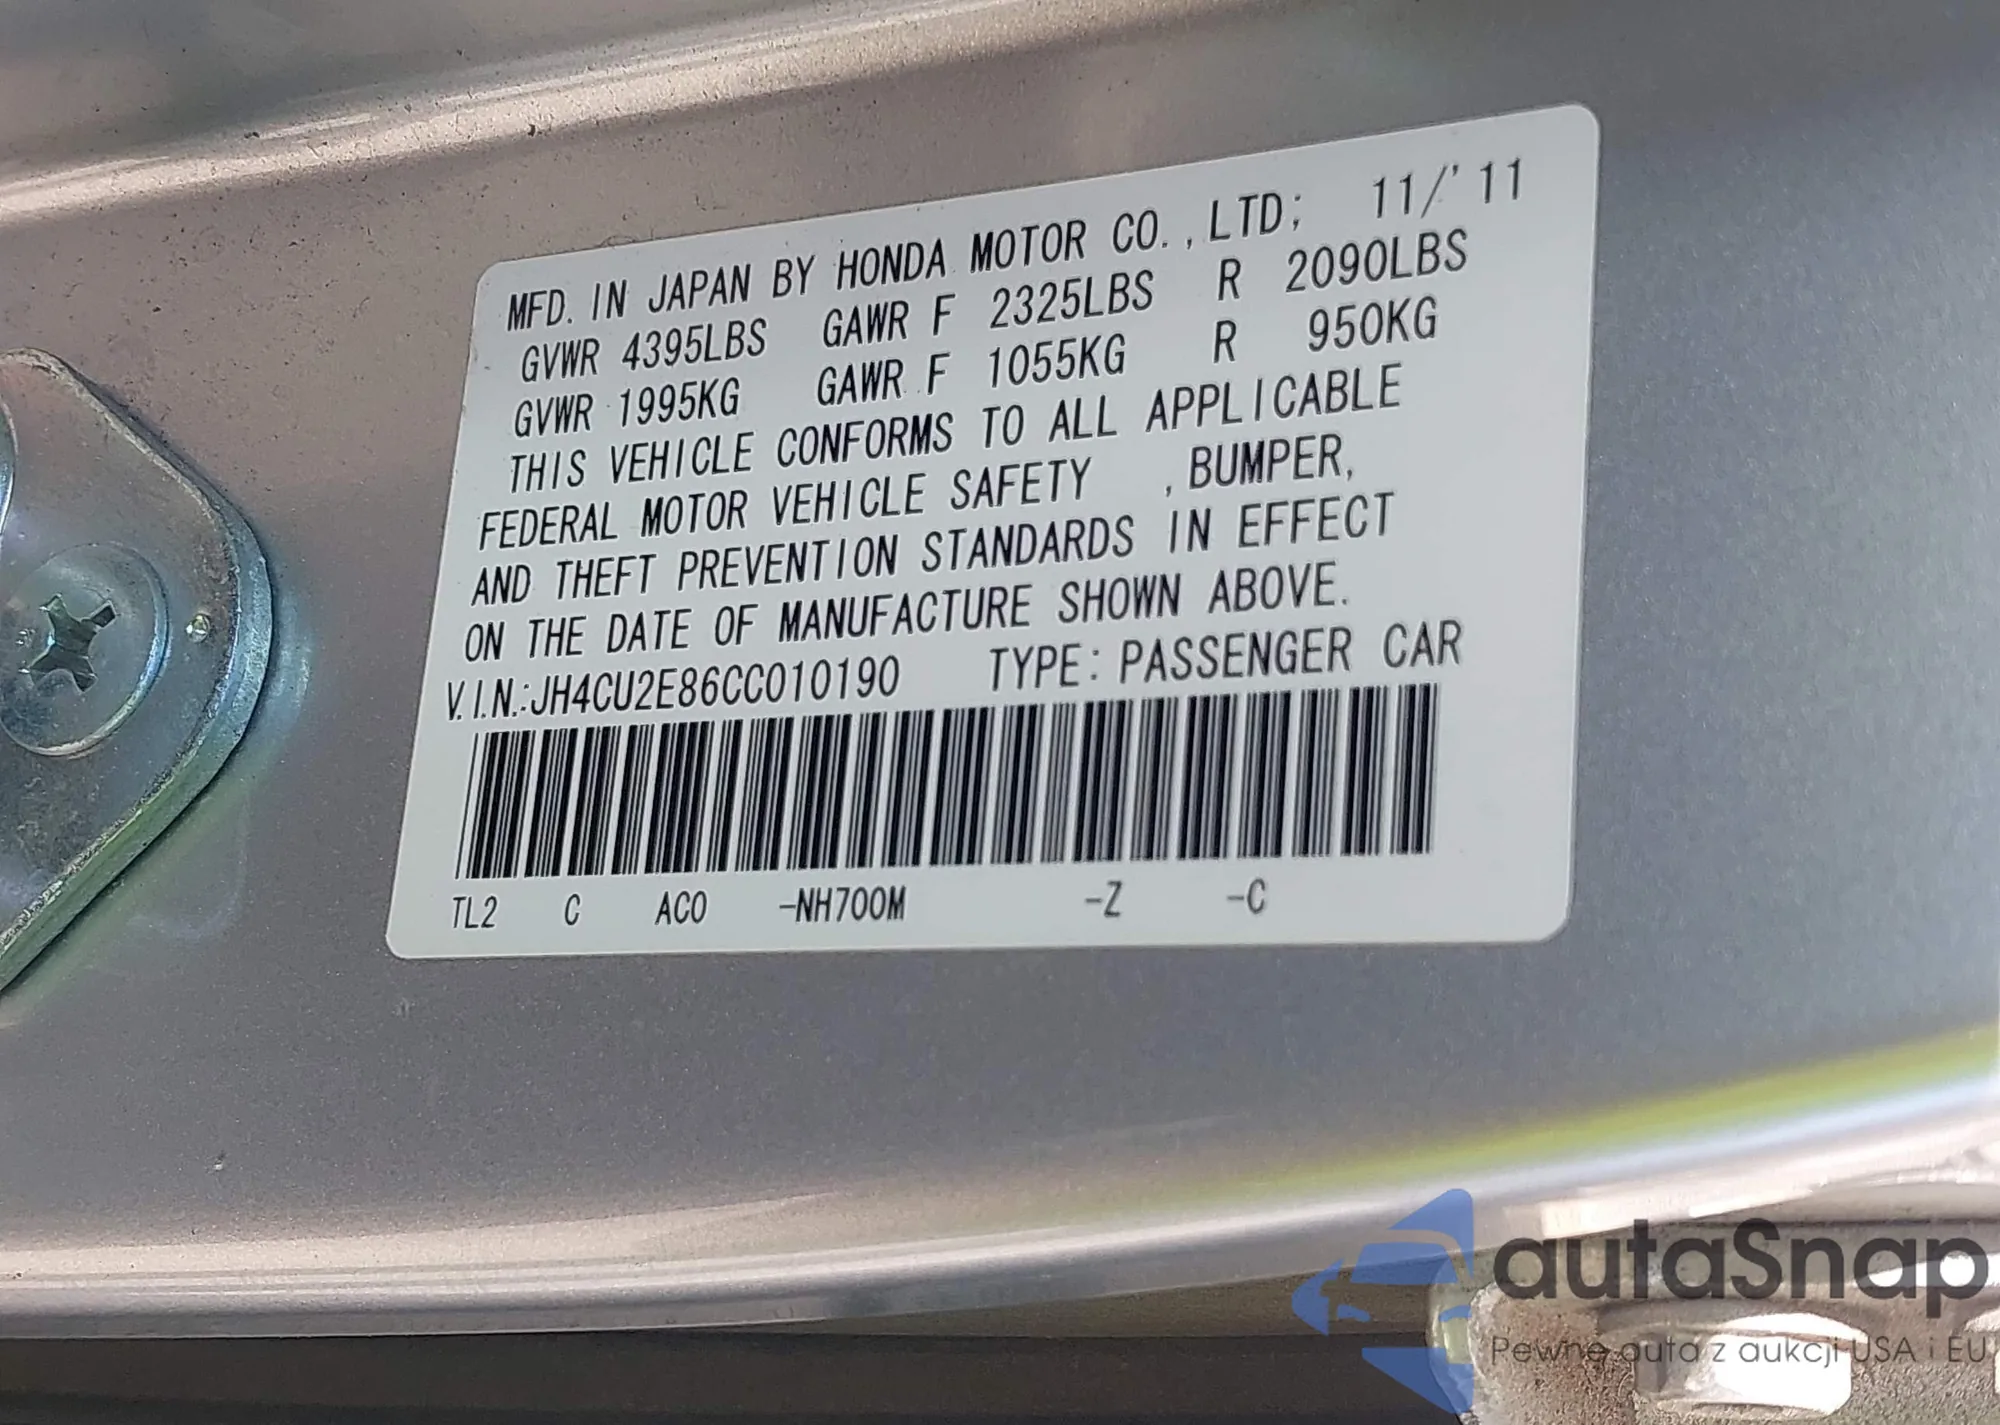 MFD. IN JAPAN BY HONDA MOTOR CO.,LTD; 11/'11
GVWR 4395LBS GAWR F 2325LBS R 2090LBS
GVWR 1995KG GAWR F 1055KG R 950KG
THIS VEHICLE CONFORMS TO ALL APPLICABLE
FEDERAL MOTOR VEHICLE SAFETY ,BUMPER,
AND THEFT PREVENTION STANDARDS IN EFFECT
ON THE DATE OF MANUFACTURE SHOWN ABOVE.
V.I.N.:JH4CU2E86CC010190 TYPE:PASSENGER CAR
TL2 C AC0 -NH700M -Z -C
autaSnap
Pewne auta z aukcji USA i EU